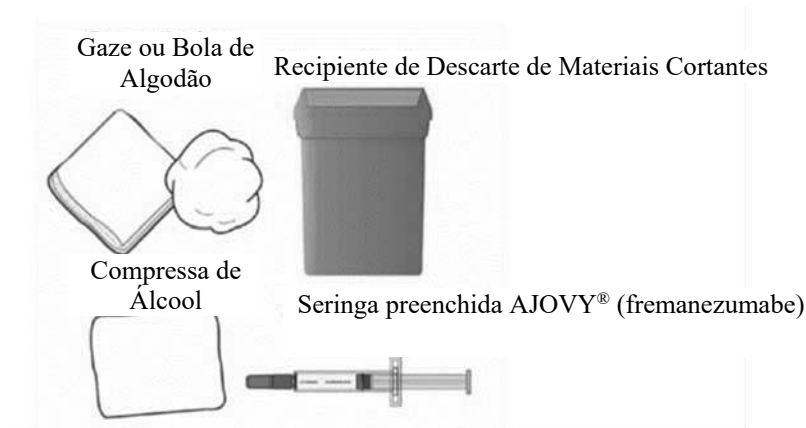 Gaze ou Bola de
Algodão
Recipiente de Descarte de Materiais Cortantes
Compressa de
Álcool
Seringa preenchida AJOVY® (fremanezumabe)